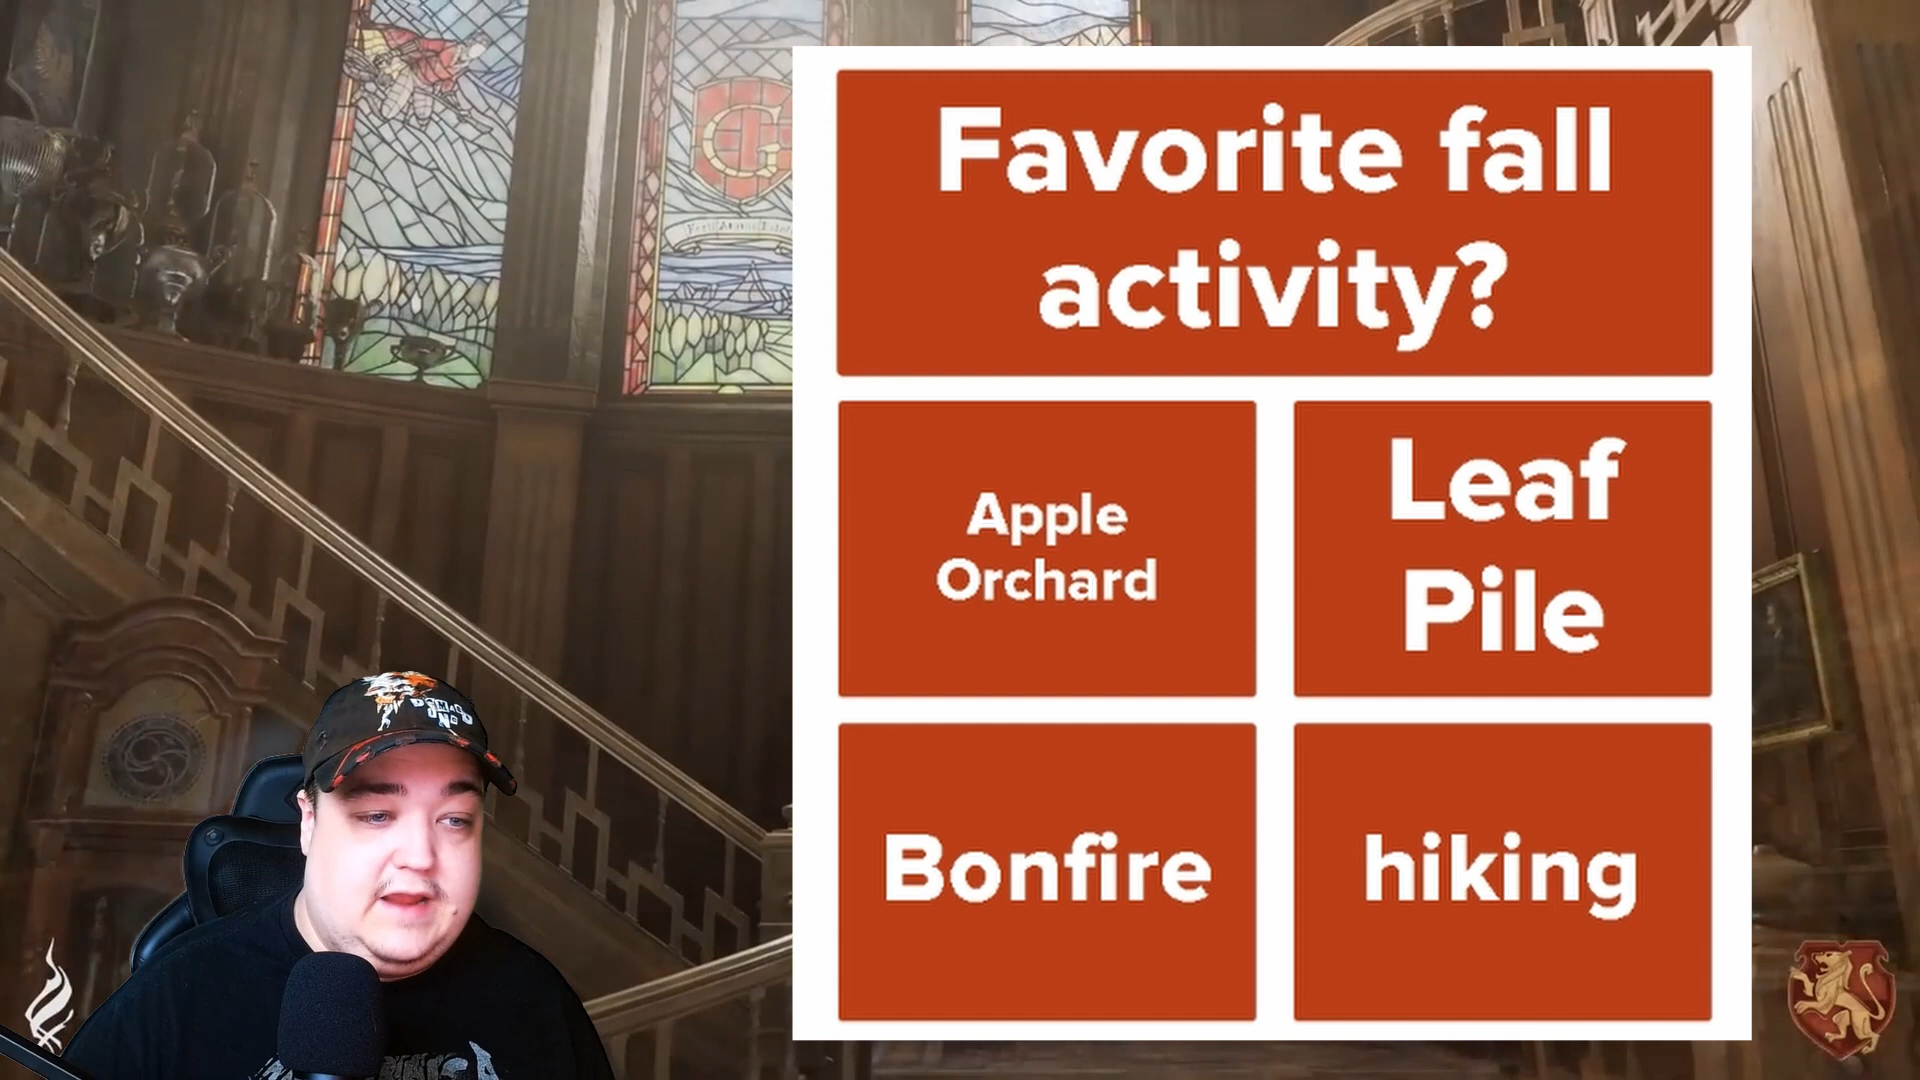 Favorite fall
activity?
Apple
Orchard
Leaf
Pile
Bonfire
hiking
G